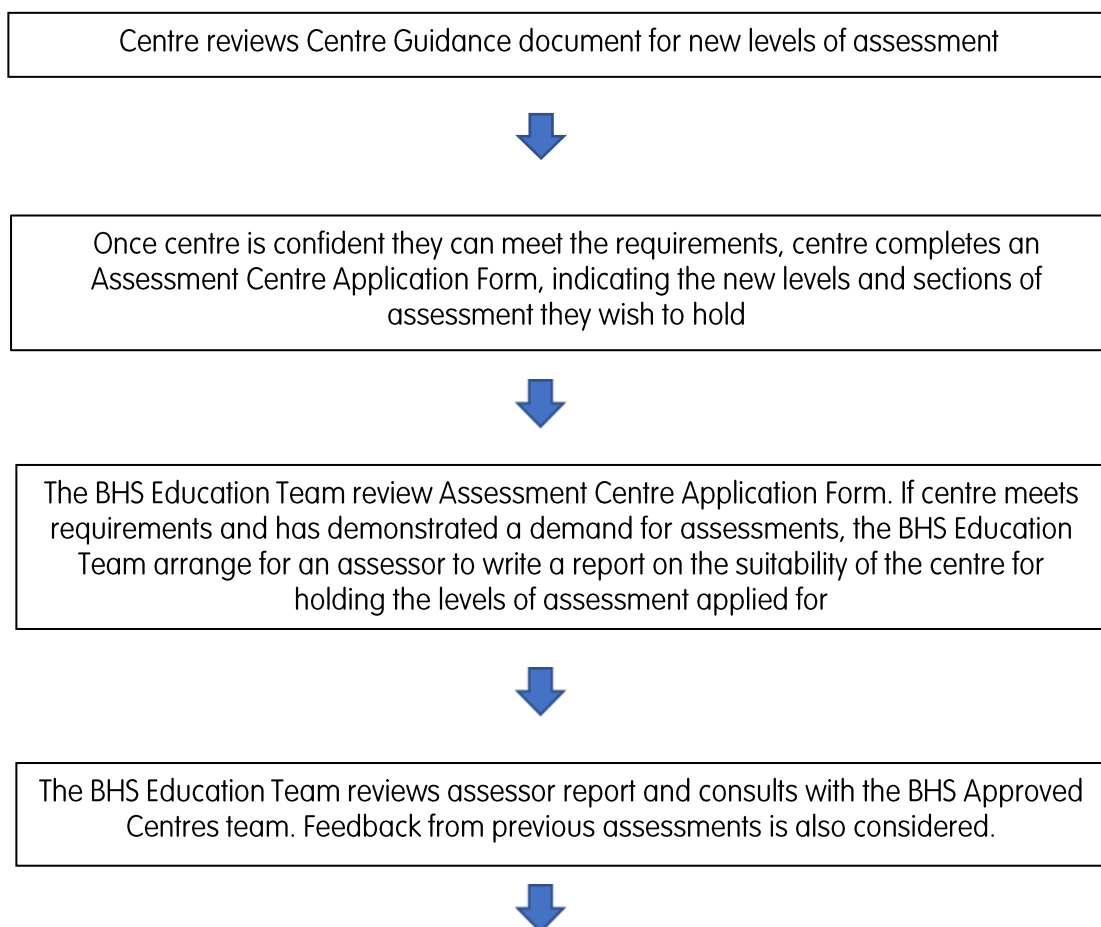 Centre reviews Centre Guidance document for new levels of assessment
Once centre is confident they can meet the requirements, centre completes an
Assessment Centre Application Form, indicating the new levels and sections of
assessment they wish to hold
The BHS Education Team review Assessment Centre Application Form. If centre meets
requirements and has demonstrated a demand for assessments, the BHS Education
Team arrange for an assessor to write a report on the suitability of the centre for
holding the levels of assessment applied for
The BHS Education Team reviews assessor report and consults with the BHS Approved
Centres team. Feedback from previous assessments is also considered.